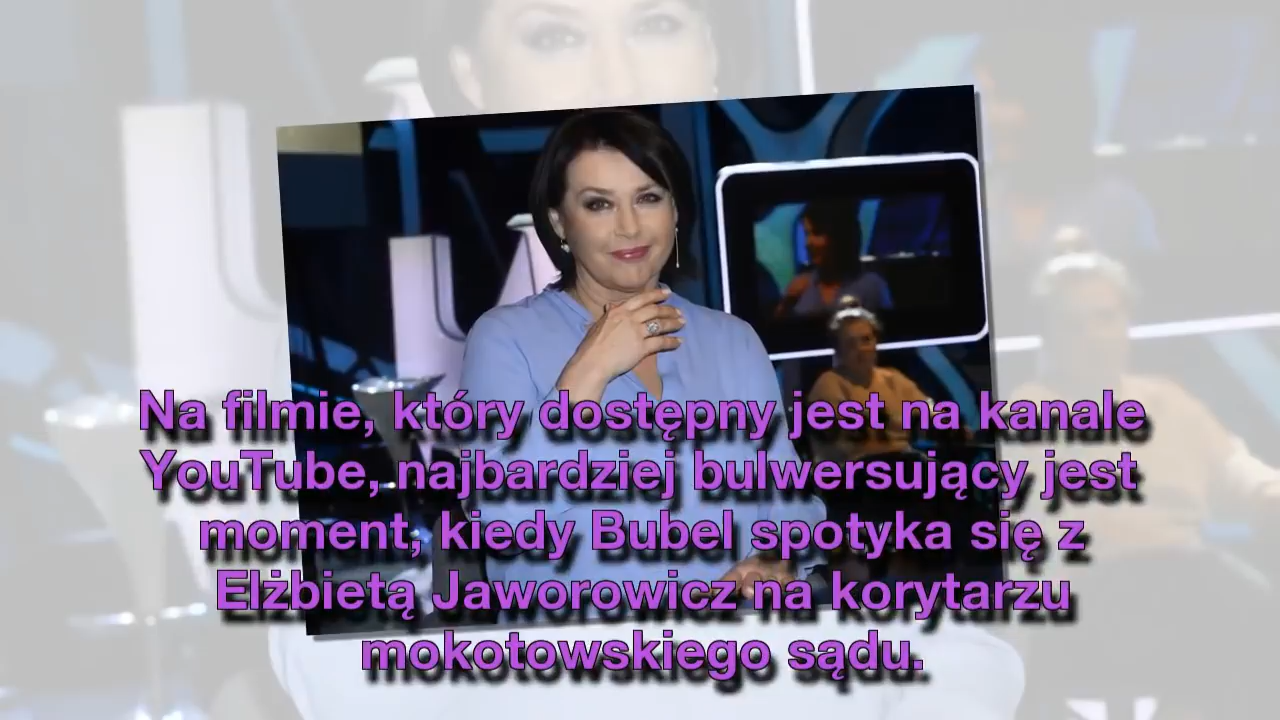 Na filmie, który dostępny jest na kanale
YouTube, najbardziej bulwersujący jest
moment, kiedy Bubel spotyka się z
Elżbietą Jaworowicz na korytarzu
mokotowskiego sądu.